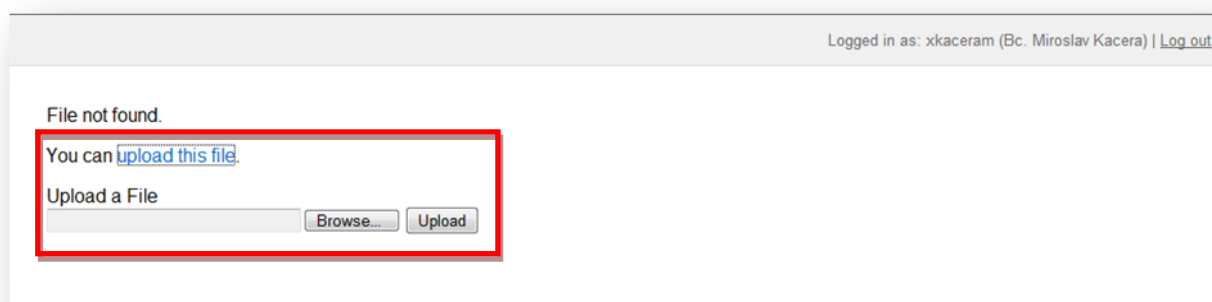 Logged in as: xkaceram (Bc. Miroslav Kacera) | Log out
File not found.
You can upload this file.
Upload a File
Browse... Upload